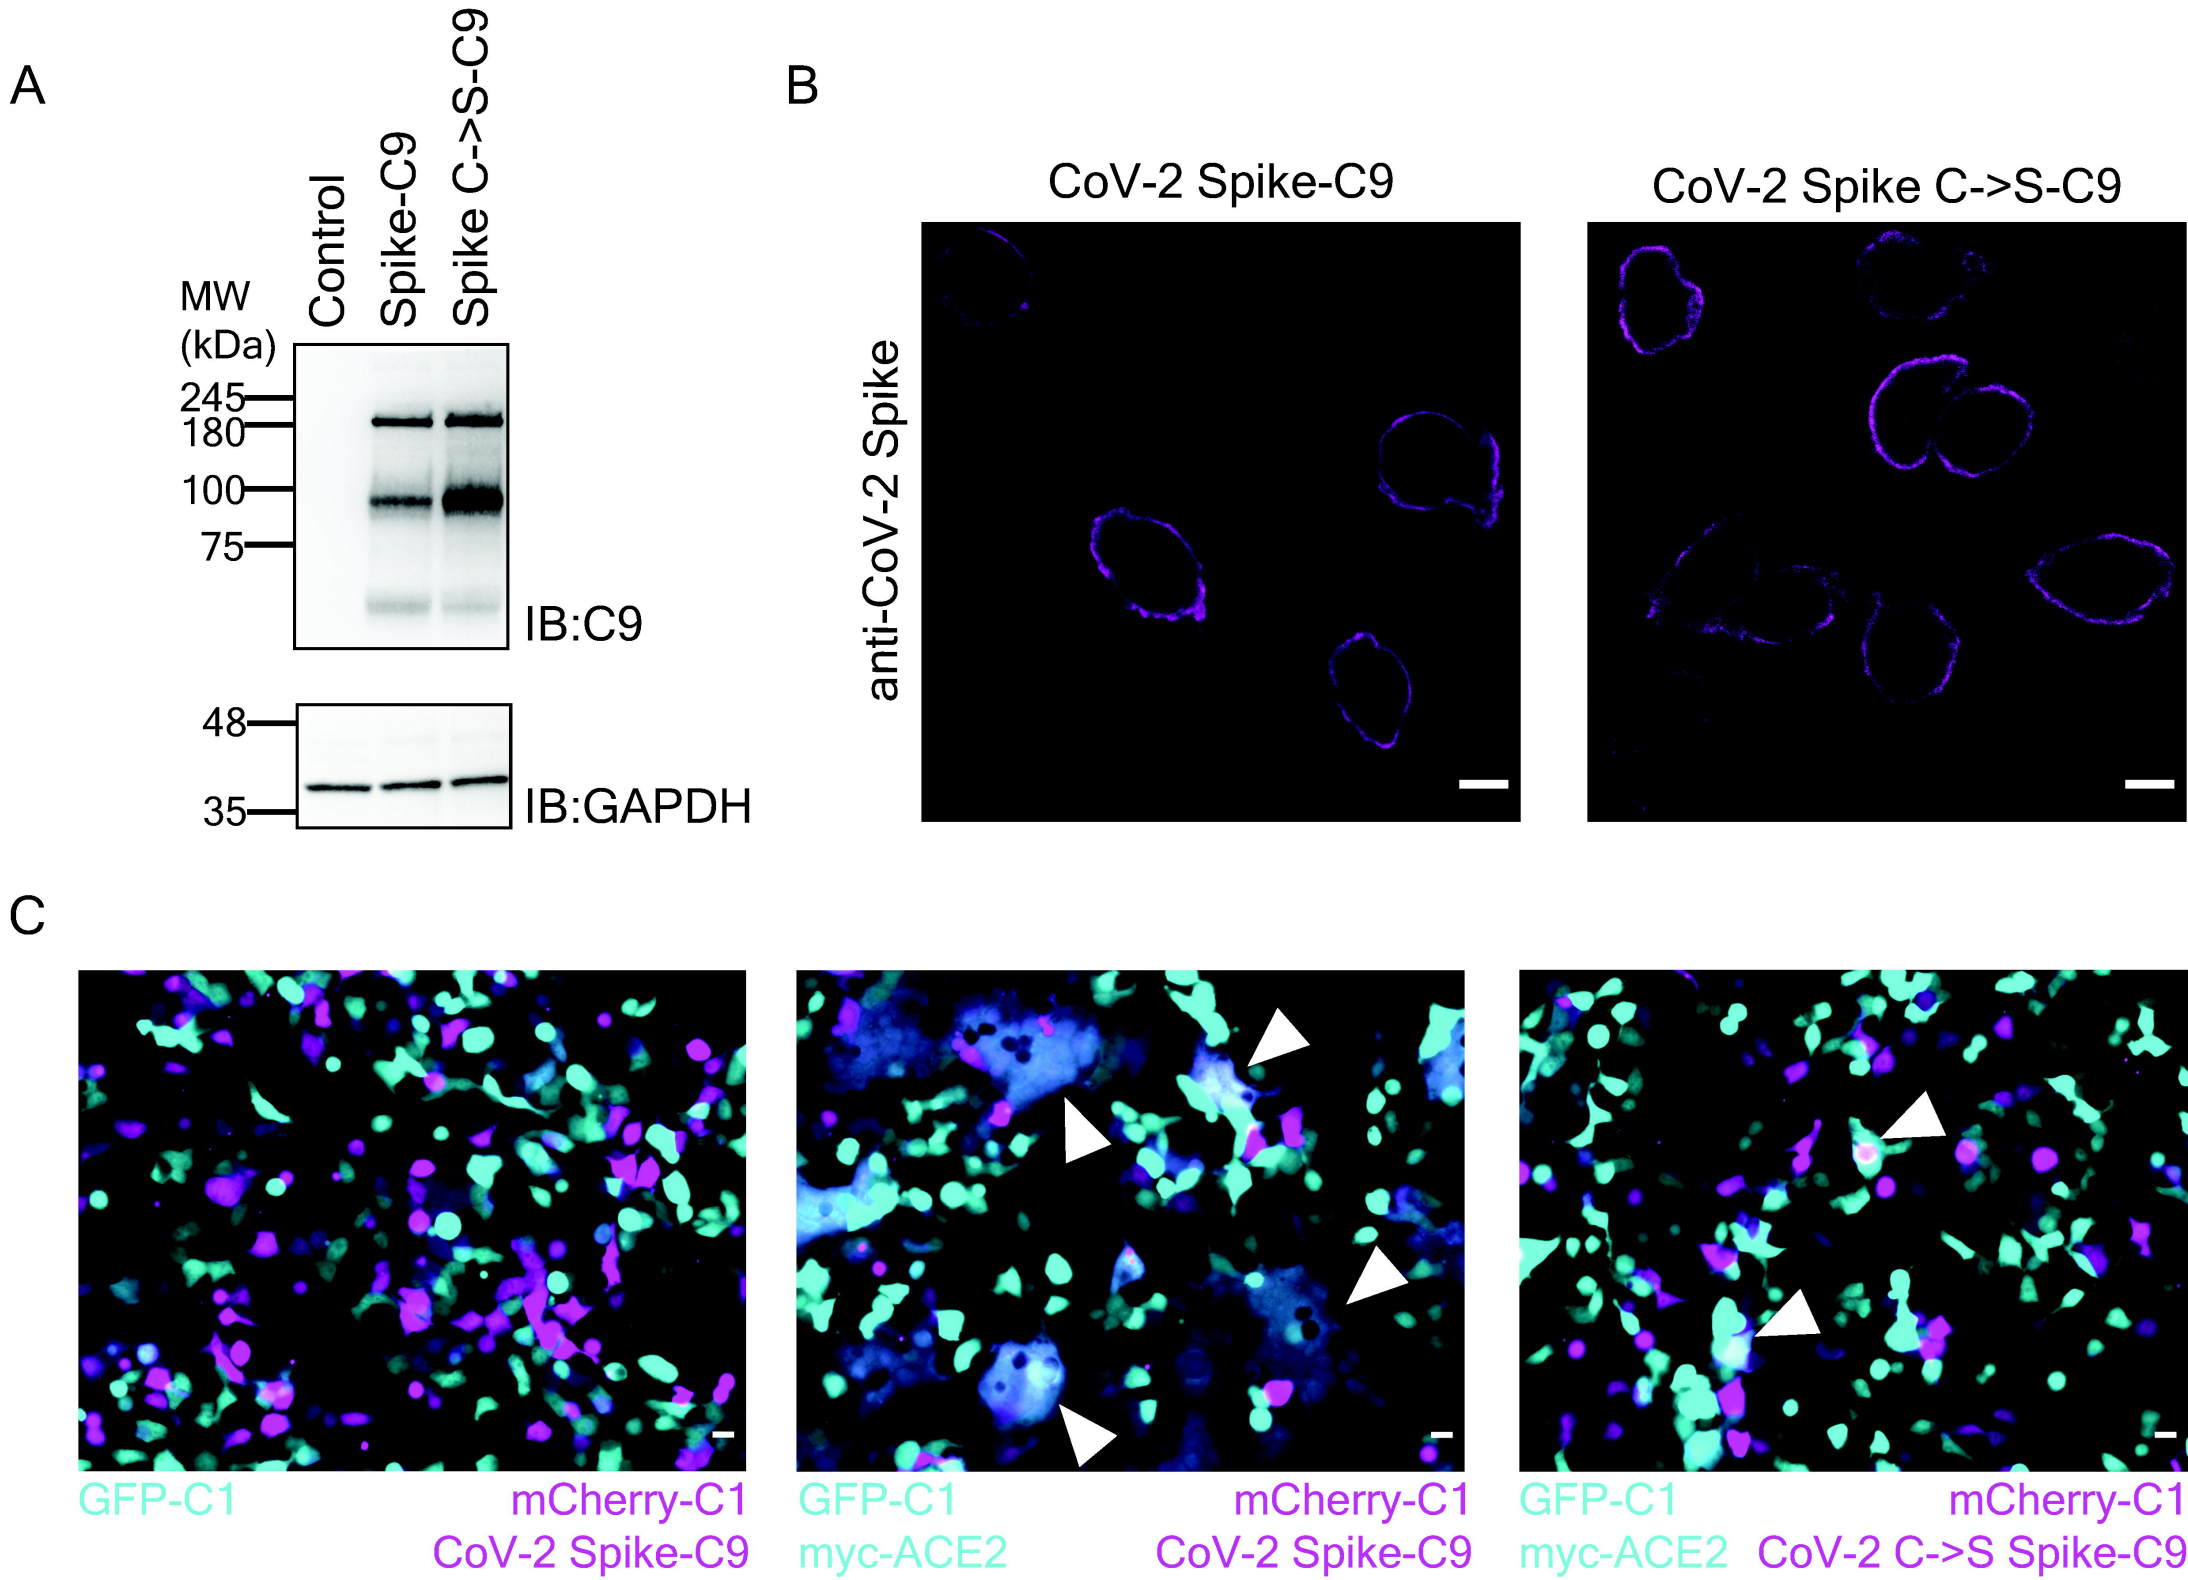 A
MW
(kDa)
Control
Spike-C9
Spike C->S-C9
245
180
100
75
IB:C9
48
35
IB:GAPDH
B
CoV-2 Spike-C9
CoV-2 Spike C->S-C9
anti-CoV-2 Spike
C
GFP-C1
mCherry-C1
CoV-2 Spike-C9
GFP-C1
mCherry-C1
myc-ACE2
CoV-2 Spike-C9
GFP-C1
mCherry-C1
myc-ACE2
CoV-2 C->S Spike-C9